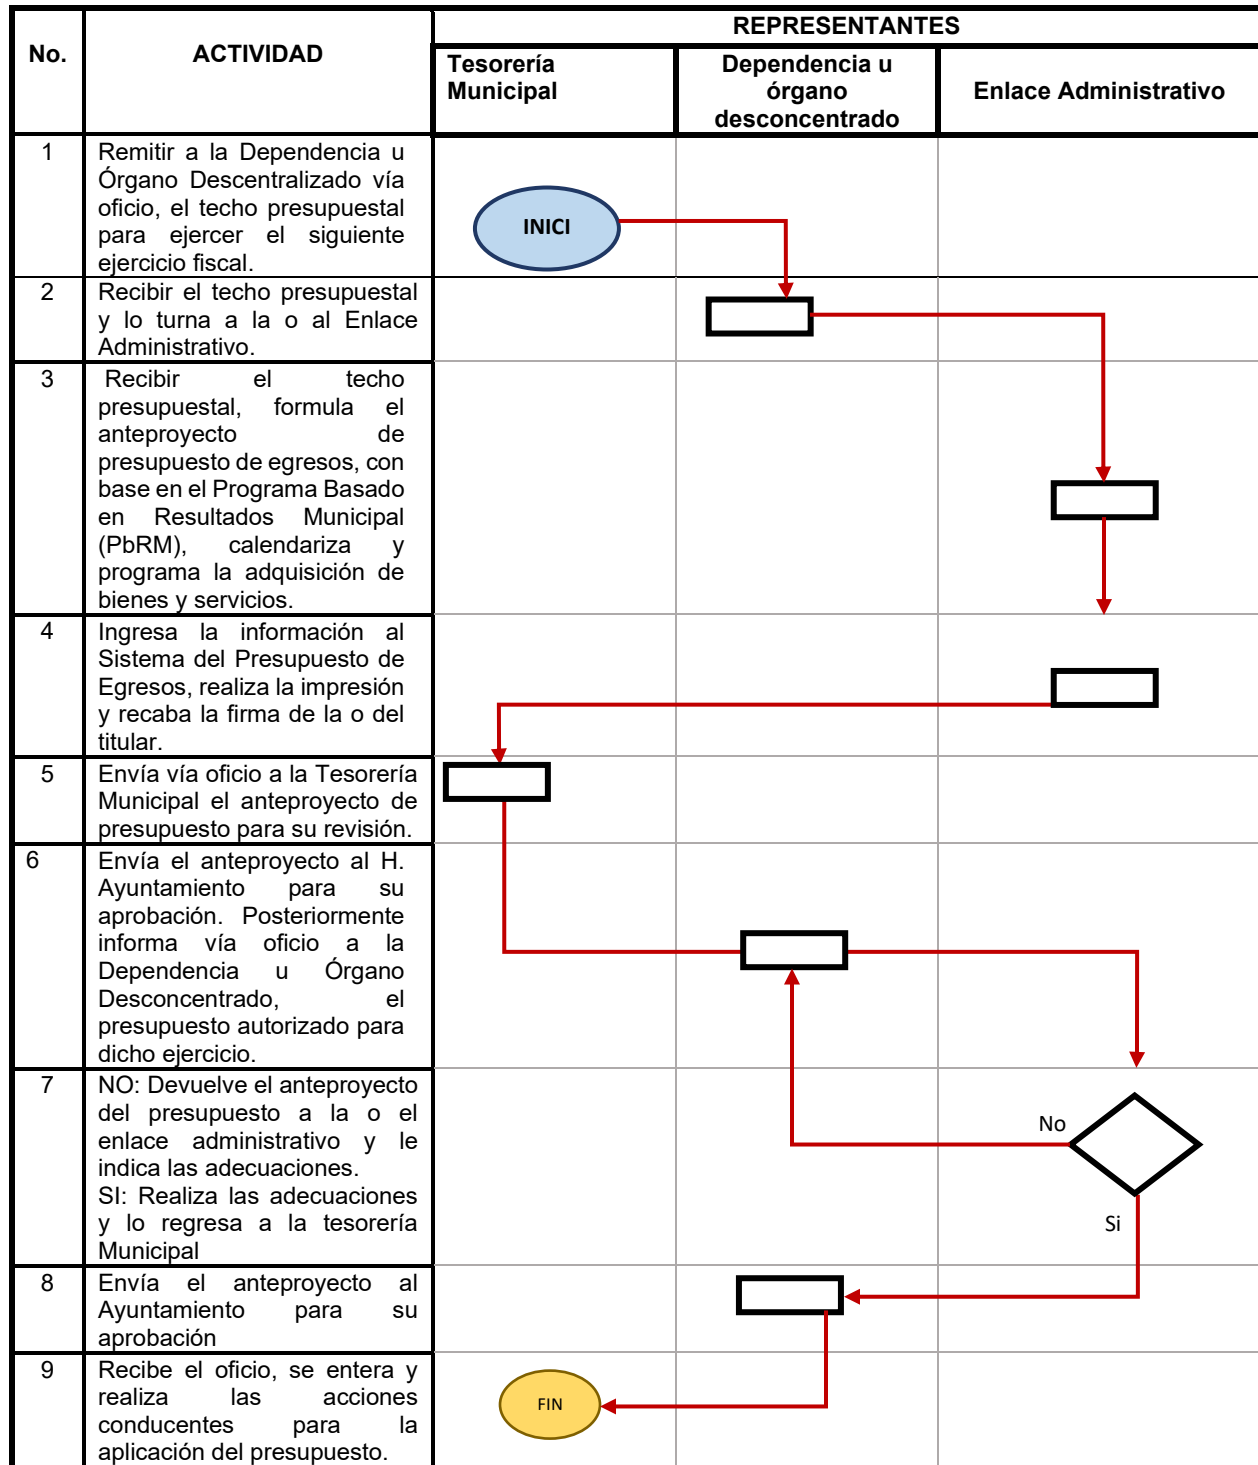 No.
ACTIVIDAD
REPRESENTANTES
Tesorería
Municipal
Dependencia u
órgano
desconcentrado
Enlace Administrativo
1
Remitir a la Dependencia u
Órgano Descentralizado vía
oficio, el techo presupuestal
para ejercer el siguiente
ejercicio fiscal.
INICI
2
Recibir el techo presupuestal
y lo turna a la o al Enlace
Administrativo.
3
Recibir el techo
presupuestal, formula el
anteproyecto de
presupuesto de egresos, con
base en el Programa Basado
en Resultados Municipal
(PbRM), calendariza y
programa la adquisición de
bienes y servicios.
4
Ingresa la información al
Sistema del Presupuesto de
Egresos, realiza la impresión
y recaba la firma de la o del
titular.
5
Envía vía oficio a la Tesorería
Municipal el anteproyecto de
presupuesto para su revisión.
6
Envía el anteproyecto al H.
Ayuntamiento para su
aprobación. Posteriormente
informa vía oficio a la
Dependencia u Órgano
Desconcentrado, el
presupuesto autorizado para
dicho ejercicio.
7
NO: Devuelve el anteproyecto
del presupuesto a la o el
enlace administrativo y le
indica las adecuaciones.
SI: Realiza las adecuaciones
y lo regresa a la tesorería
Municipal
No
Si
8
Envía el anteproyecto al
Ayuntamiento para su
aprobación
9
Recibe el oficio, se entera y
realiza las acciones
conducentes para la
aplicación del presupuesto.
FIN